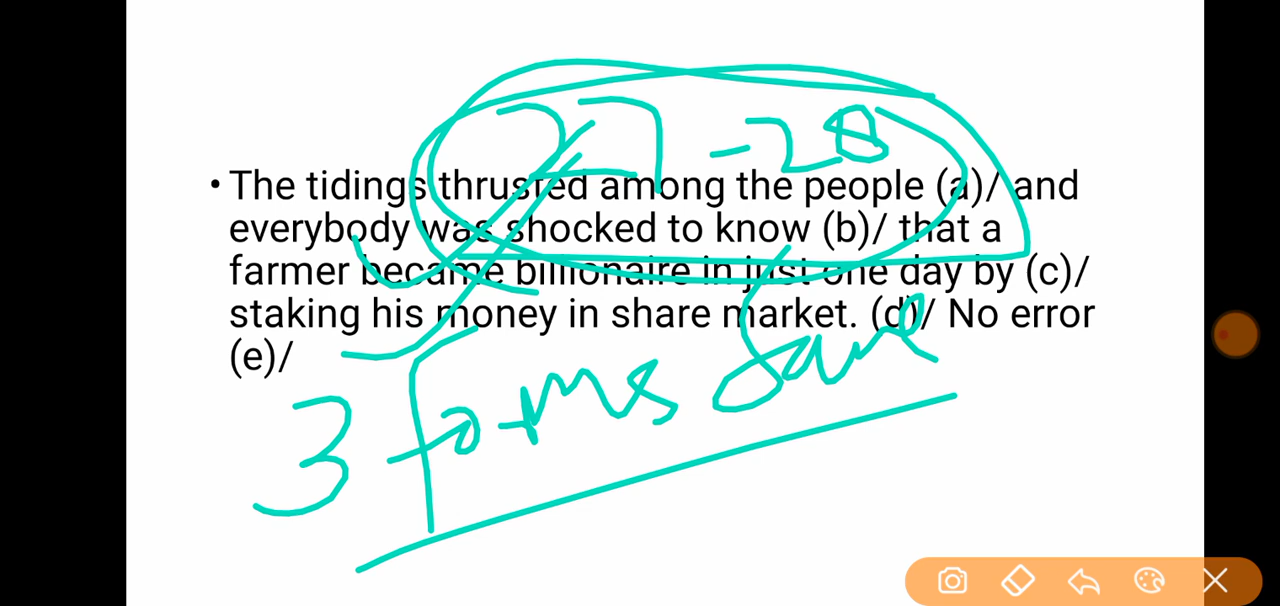 27 - 28
• The tidings thrusted among the people (a)/ and
everybody was shocked to know (b)/ that a
farmer became billionaire in just one day by (c)/
staking his money in share market. (d)/ No error
(e)/
3 forms same